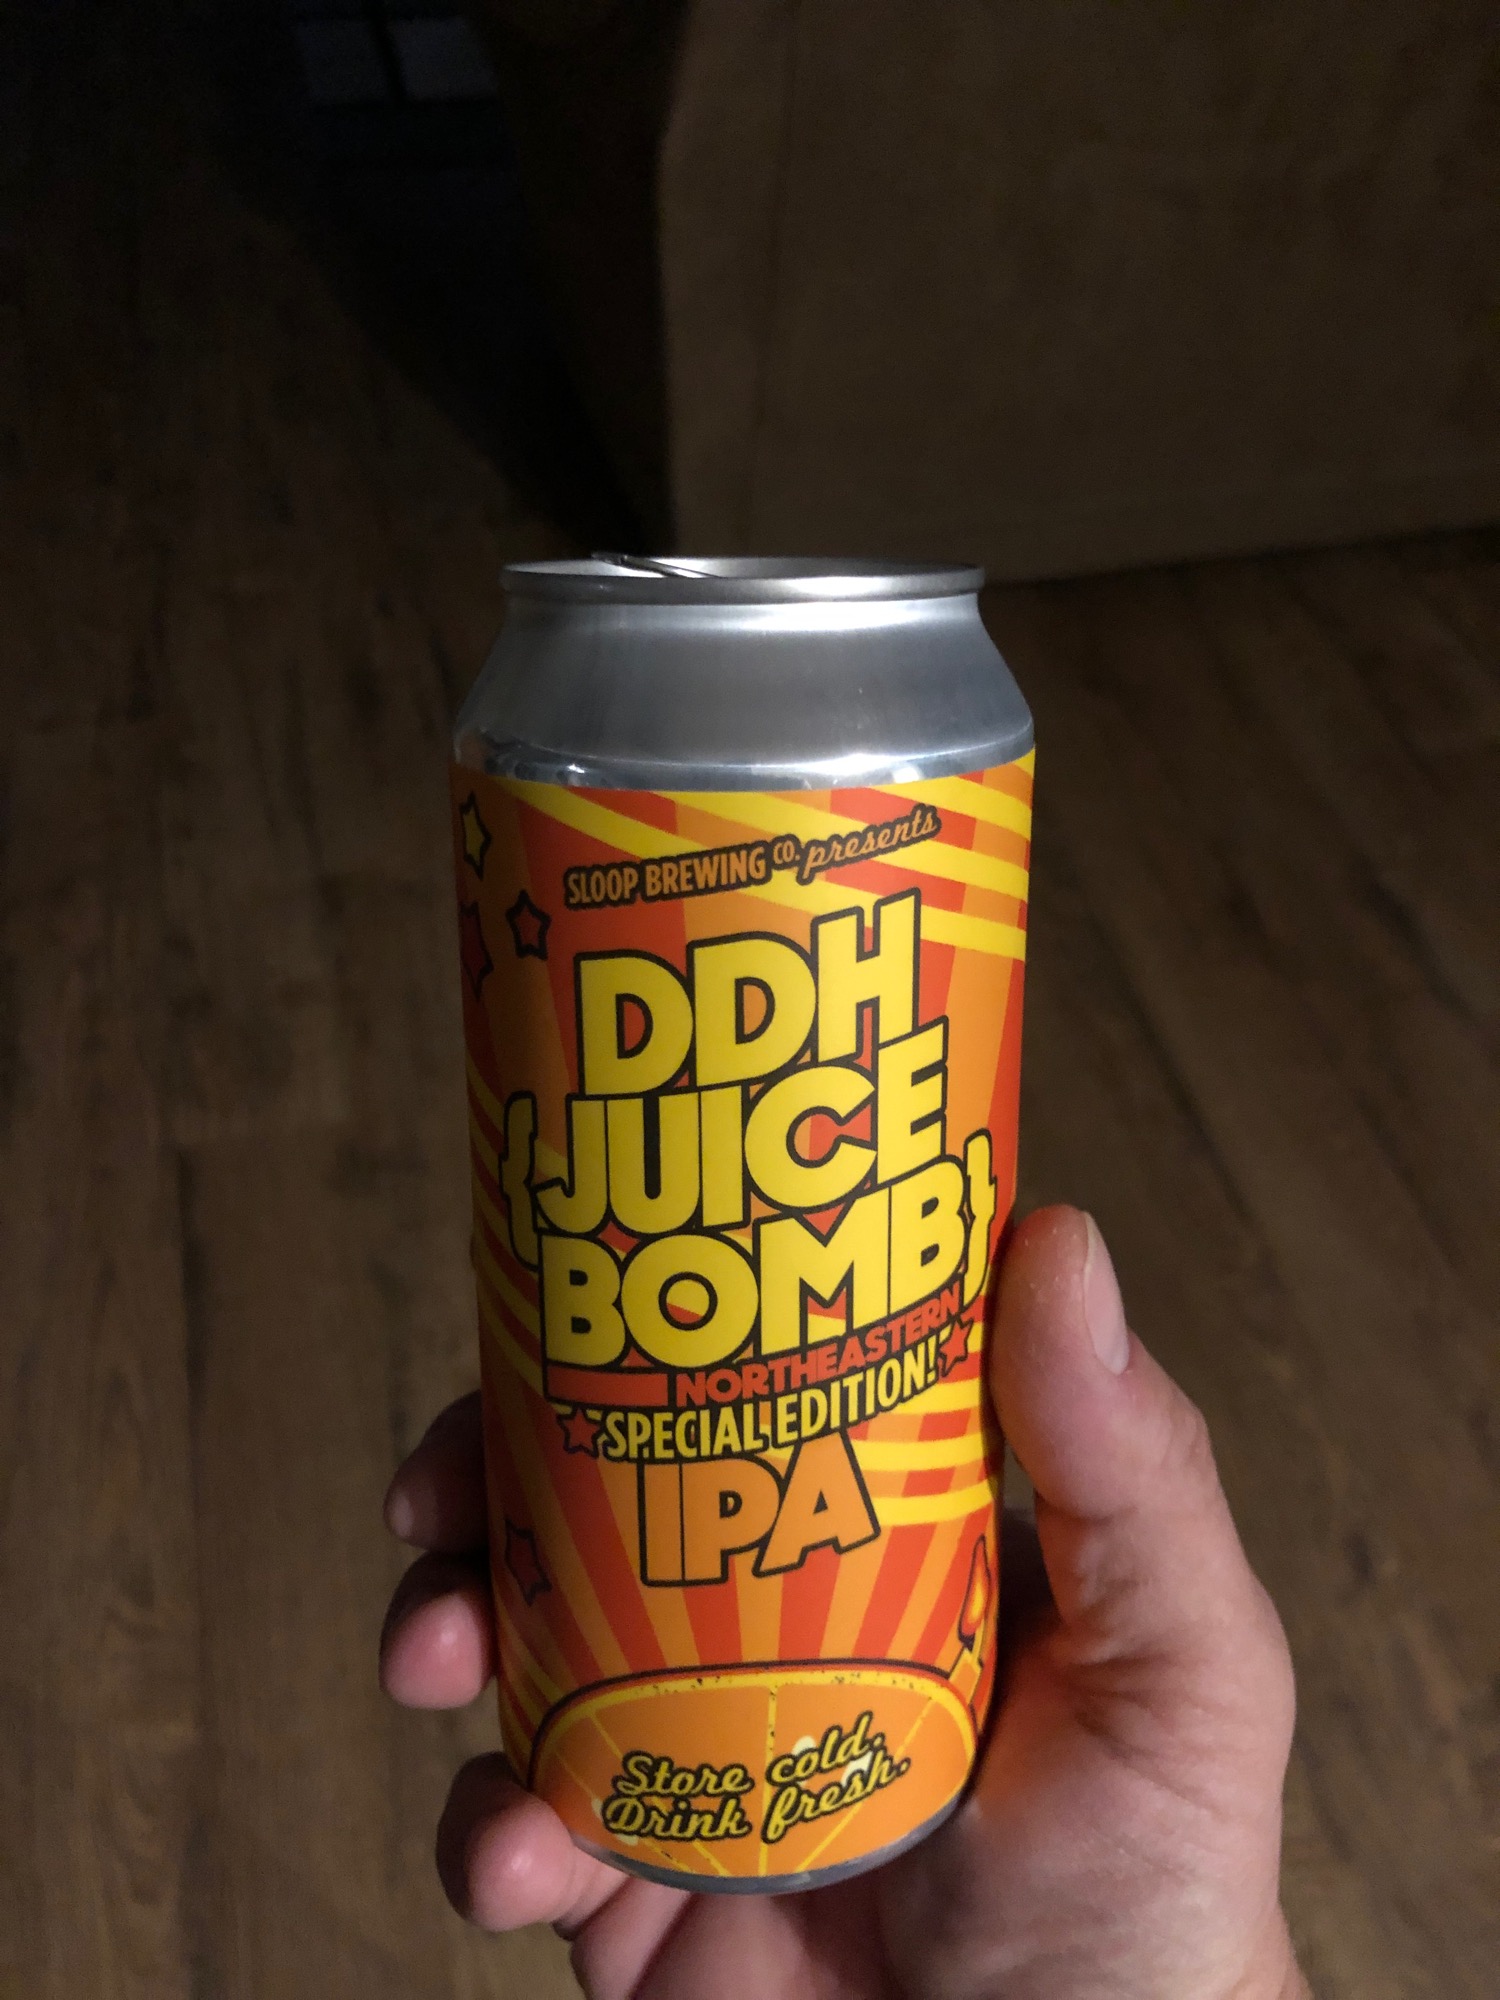 SLOOP BREWING CO. presents
DDH
{JUICE
BOMB}
NORTHEASTERN
SPECIAL EDITION!
IPA
Store cold.
Drink fresh.